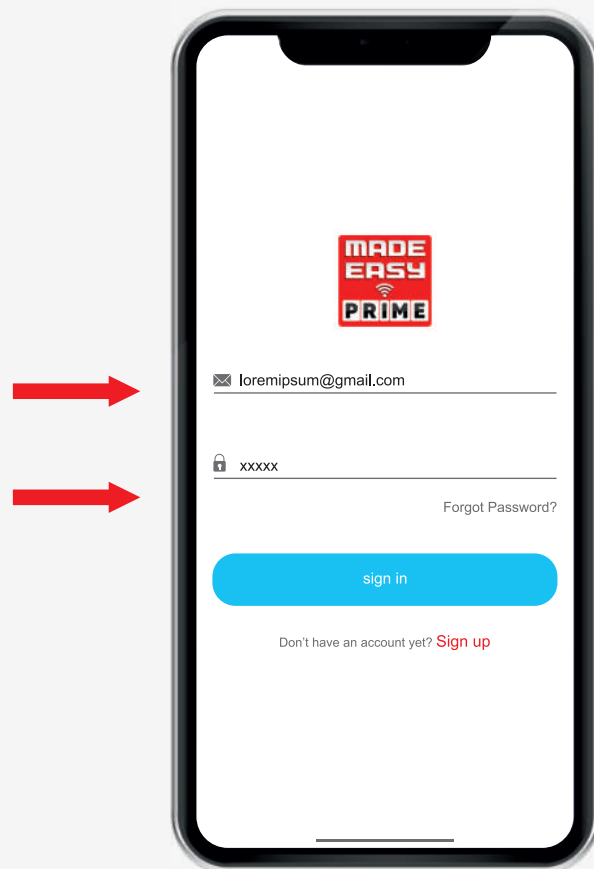 MADE
EASY
PRIME
loremipsum@gmail.com
xxxxx
Forgot Password?
sign in
Don't have an account yet? Sign up